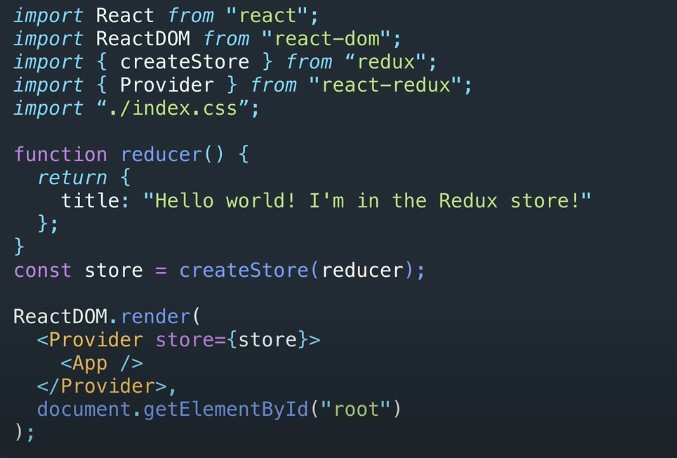 import React from "react";
import ReactDOM from "react-dom";
import { createStore } from “redux";
import { Provider } from "react-redux";
import “./index.css”;

function reducer() {
  return {
    title: "Hello world! I'm in the Redux store!"
  };
}
const store = createStore(reducer);

ReactDOM.render(
  <Provider store={store}>
    <App />
  </Provider>,
  document.getElementById("root")
);